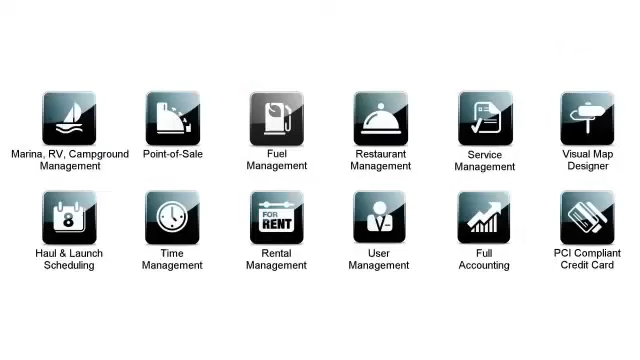 Marina, RV, Campground
Management
Point-of-Sale
Fuel
Management
Restaurant
Management
Service
Management
Visual Map
Designer
8
Haul & Launch
Scheduling
Time
Management
FOR
RENT
Rental
Management
User
Management
Full
Accounting
PCI Compliant
Credit Card